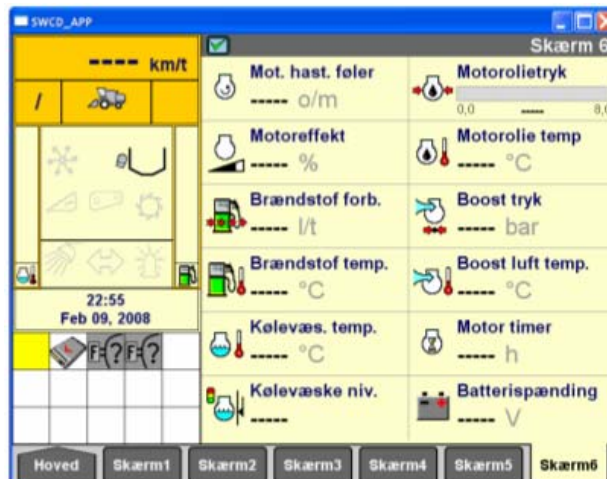 SWCD_APP
Skærm 6
---- km/t
/
Mot. hast. føler
----- o/m
Motorolietryk
0,0 ----- 8,0
Motoreffekt
----- %
Motorolie temp
----- °C
Brændstof forb.
----- l/t
Boost tryk
----- bar
Brændstof temp.
----- °C
Boost luft temp.
----- °C
22:55
Feb 09, 2008
Kølevæs. temp.
----- °C
Motor timer
----- h
F=? F=?
Kølevæske niv.
-----
Batterispænding
----- V
Hoved Skærm1 Skærm2 Skærm3 Skærm4 Skærm5 Skærm6